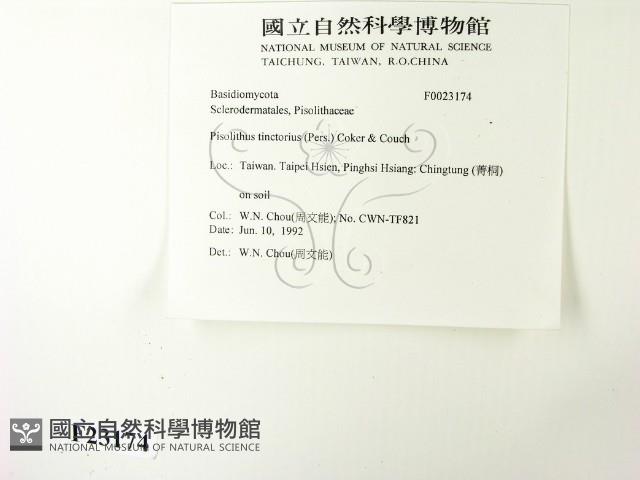 國立自然科學博物館
NATIONAL MUSEUM OF NATURAL SCIENCE
TAICHUNG, TAIWAN, R.O.CHINA
Basidiomycota F0023174
Sclerodermatales, Pisolithaceae
Pisolithus tinctorius (Pers.) Coker & Couch
Loc.: Taiwan. Taipei Hsien, Pinghsi Hsiang: Chingtung (菁桐)
on soil
Col.: W.N. Chou(周文能); No. CWN-TF821
Date: Jun. 10, 1992
Det.: W.N. Chou(周文能)
F23174
國立自然科學博物館
NATIONAL MUSEUM OF NATURAL SCIENCE